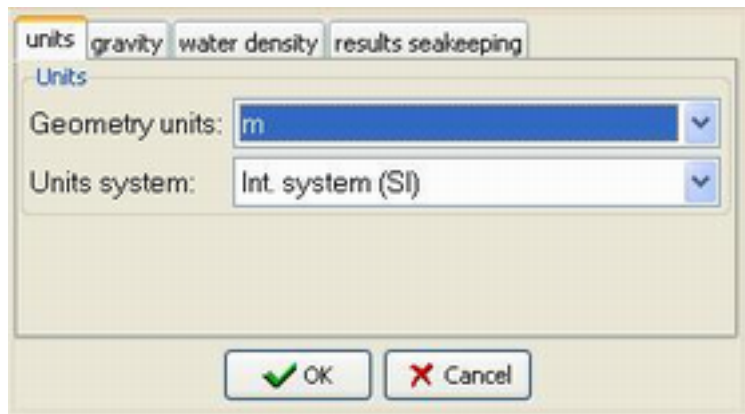 units gravity water density results seakeeping
Units
Geometry units: m
Units system: Int. system (SI)
OK Cancel